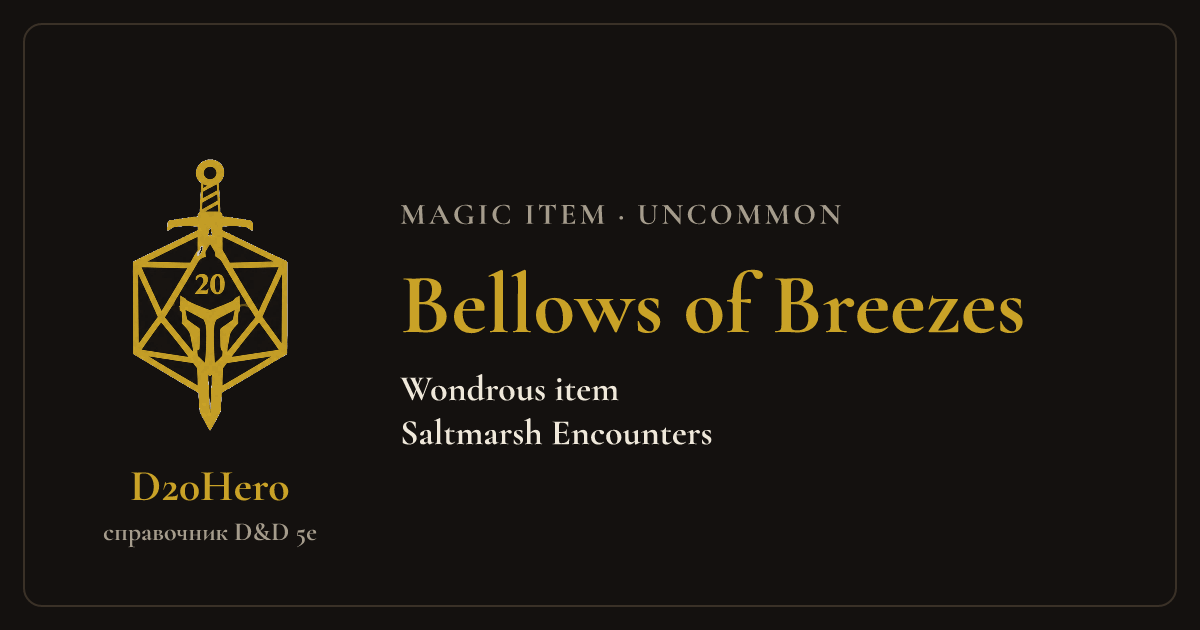 20
D20Hero
справочник D&D 5e
MAGIC ITEM · UNCOMMON
Bellows of Breezes
Wondrous item
Saltmarsh Encounters